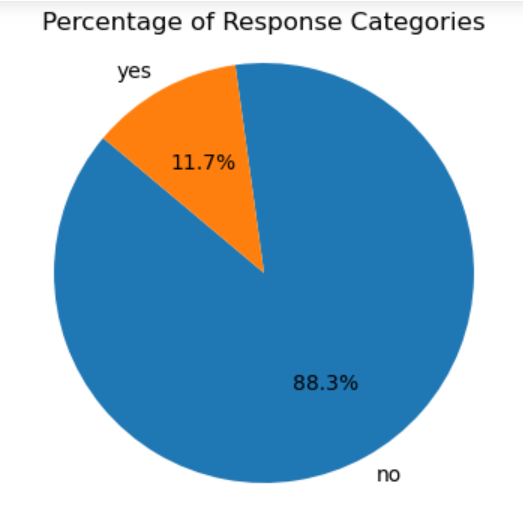 Percentage of Response Categories
yes
11.7%
88.3%
no